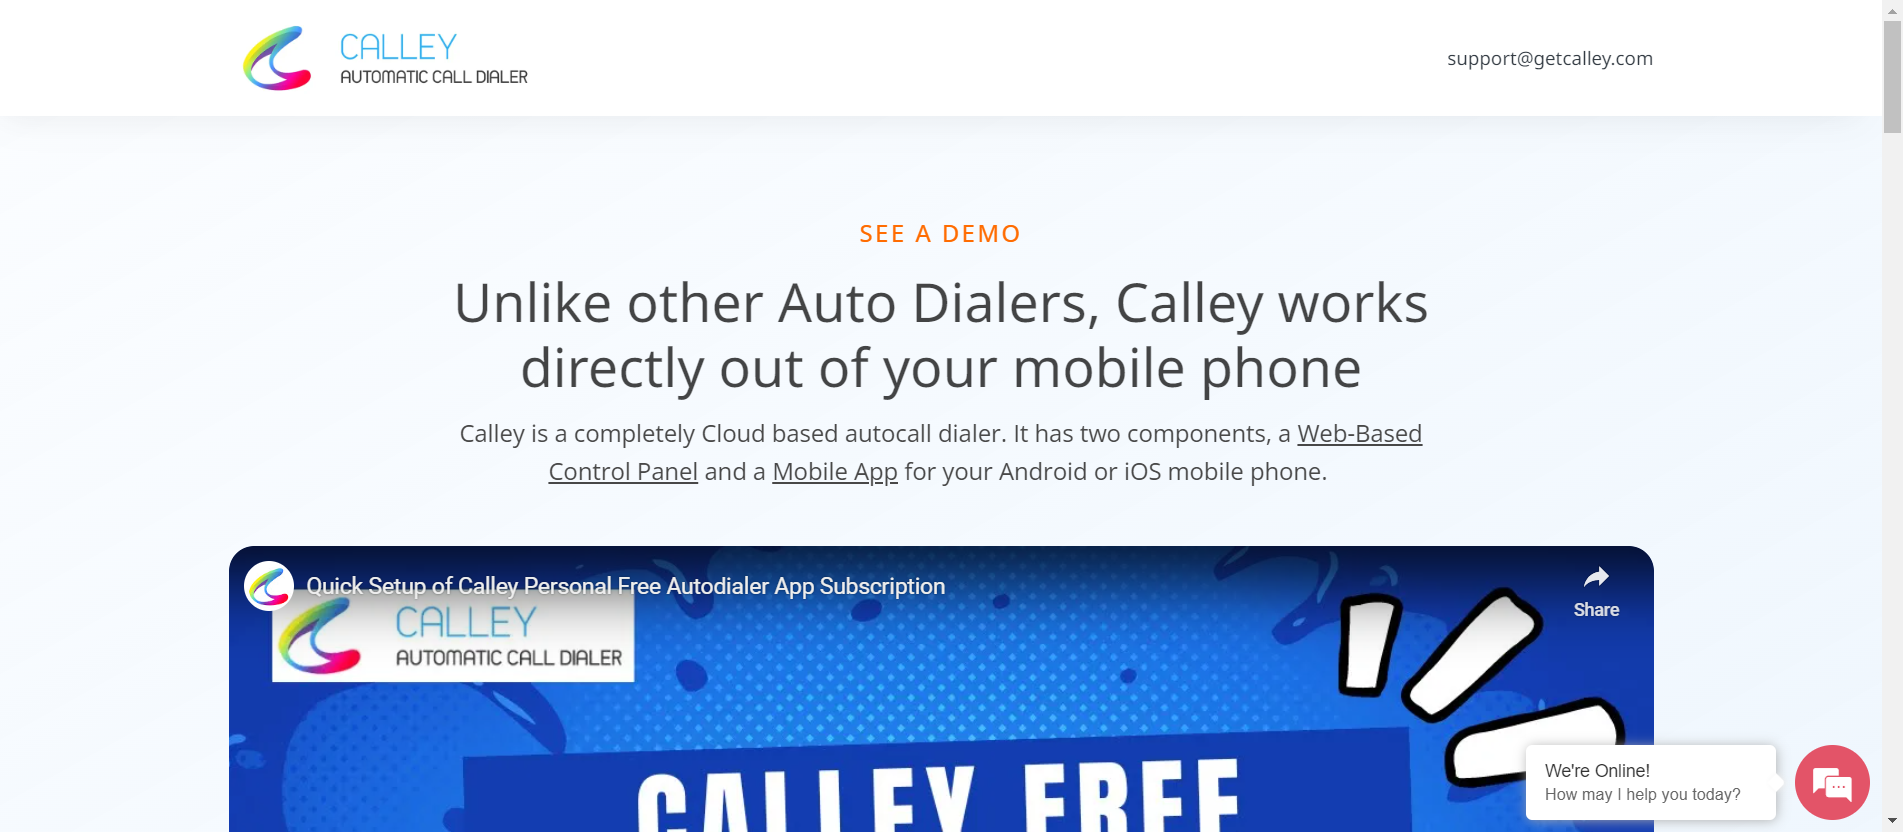 CALLEY
AUTOMATIC CALL DIALER
support@getcalley.com
SEE A DEMO
Unlike other Auto Dialers, Calley works
directly out of your mobile phone
Calley is a completely Cloud based autocall dialer. It has two components, a Web-Based
Control Panel and a Mobile App for your Android or iOS mobile phone.
Quick Setup of Calley Personal Free Autodialer App Subscription
Share
CALLEY
AUTOMATIC CALL DIALER
CALLEY FREE
We're Online!
How may I help you today?